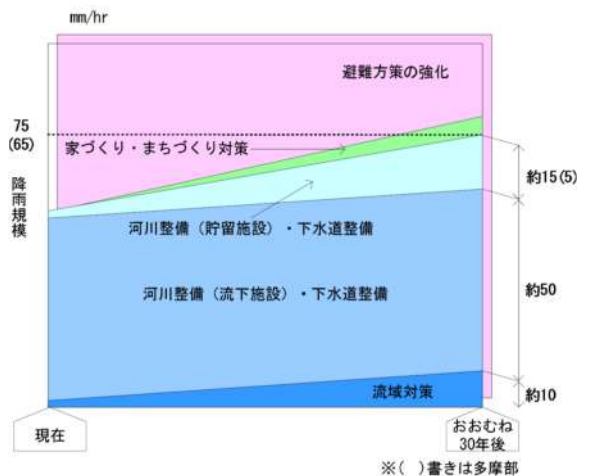 mm/hr
避難方策の強化
75
(65)
家づくり・まちづくり対策
約15(5)
降雨規模
河川整備（貯留施設）・下水道整備
河川整備（流下施設）・下水道整備
約50
流域対策
約10
現在
おおむね
30年後
※(　)書きは多摩部